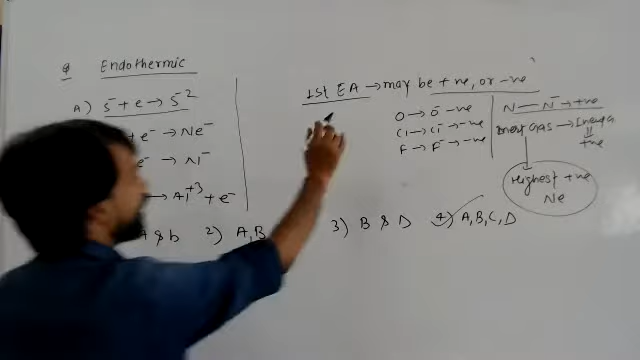 Q Endothermic
A) S⁻ + e → S⁻²
+ e⁻ → Ne⁻
e⁻ → N⁻
→ Al⁺³ + e⁻
A & b 2) A, B 3) B & D 4) A, B, C, D
1st EA → may be +ve, or -ve
O → O⁻ -ve
Cl → Cl⁻ → -ve
F → F⁻ → -ve
N — N⁻ → +ve
Inert gas → Inert g
+ve
Highest +ve
Ne